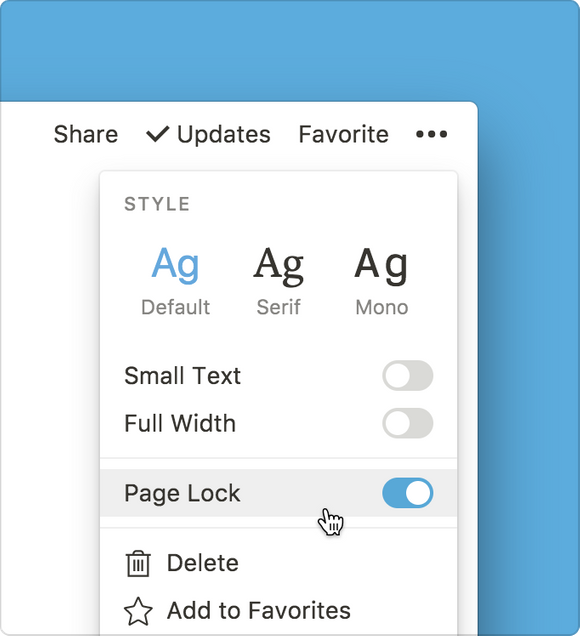 Share Updates Favorite •••
STYLE
Ag Ag Ag
Default Serif Mono
Small Text
Full Width
Page Lock
Delete
Add to Favorites